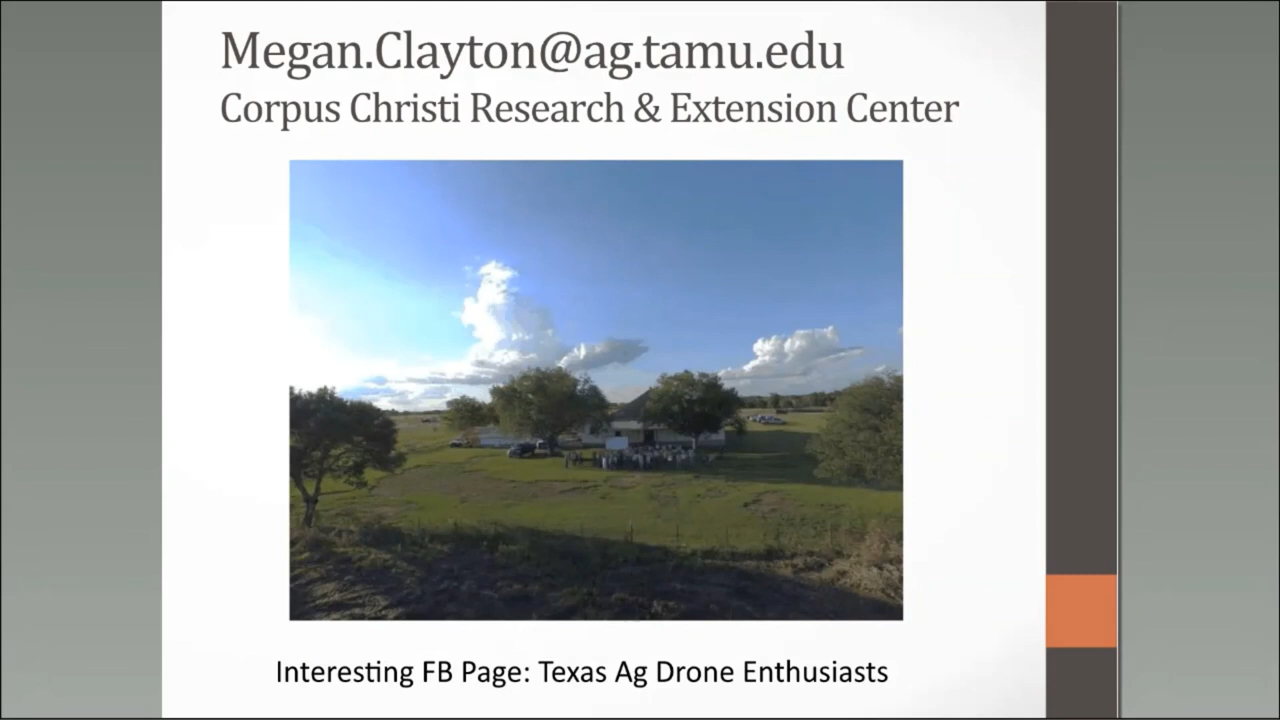 Megan.Clayton@ag.tamu.edu
Corpus Christi Research & Extension Center
Interesting FB Page: Texas Ag Drone Enthusiasts